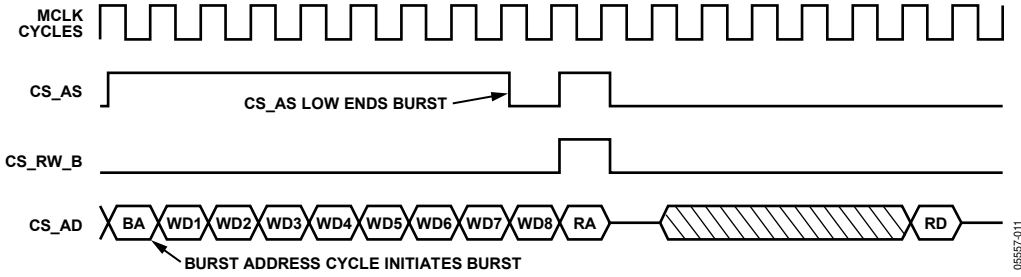 MCLK
CYCLES
CS_AS
CS_AS LOW ENDS BURST
CS_RW_B
CS_AD
BA WD1 WD2 WD3 WD4 WD5 WD6 WD7 WD8 RA RD
BURST ADDRESS CYCLE INITIATES BURST
05557-011